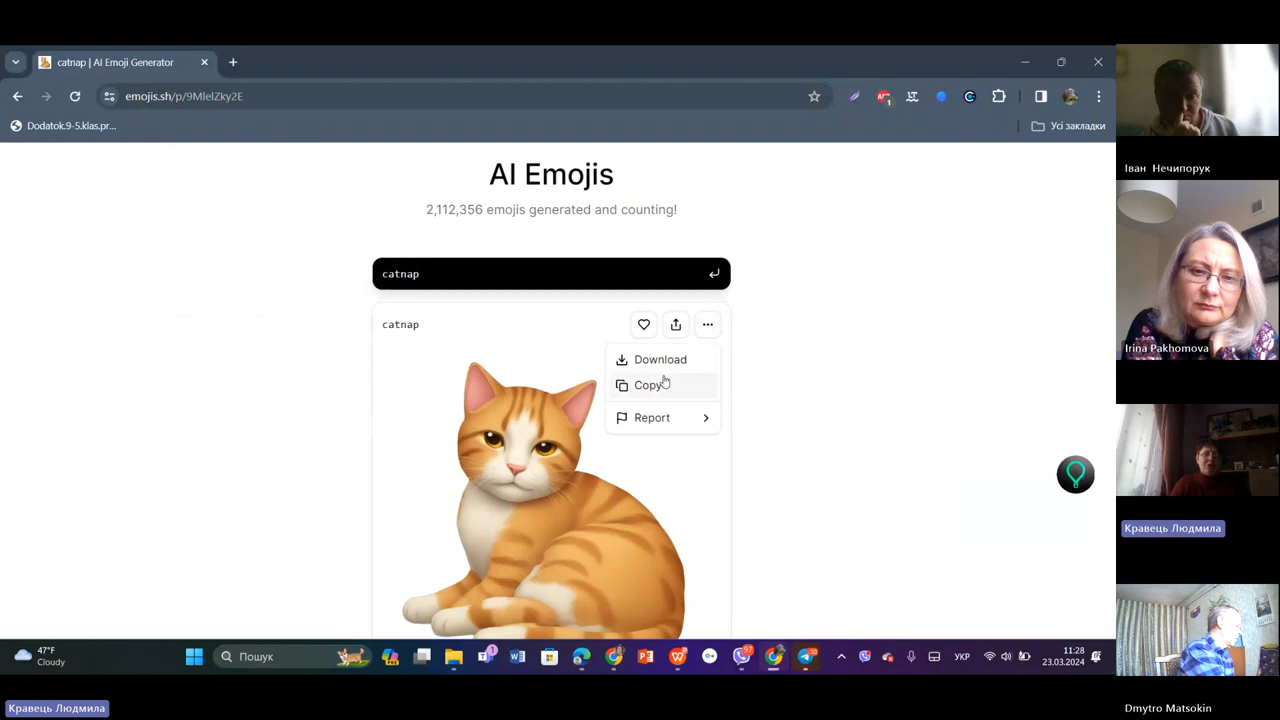 catnap | AI Emoji Generator
emojis.sh/p/9MlelZky2E
Dodatok.9-5.klas.pr...
Усі закладки
AI Emojis
2,112,356 emojis generated and counting!
catnap
catnap
Download
Copy
Report
47°F
Cloudy
Пошук
97
УКР
11:28
23.03.2024
Іван Нечипорук
Irina Pakhomova
Кравець Людмила
Dmytro Matsokin
Кравець Людмила